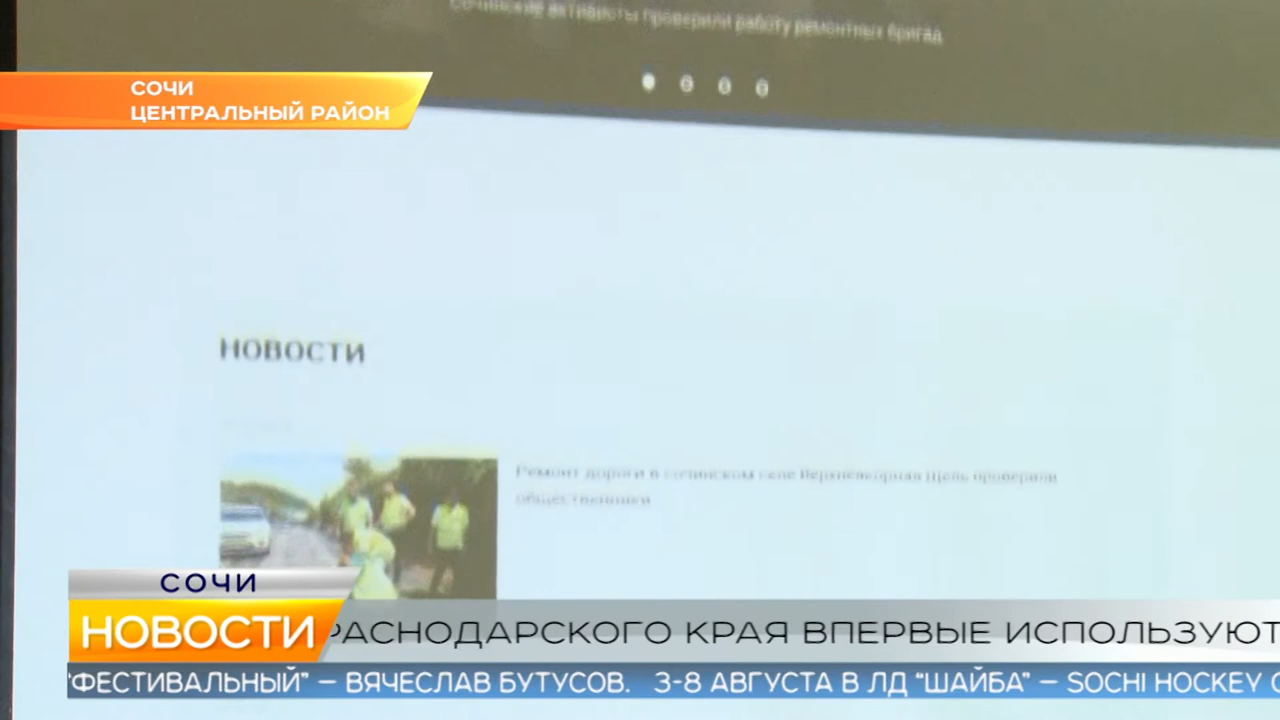 Сочинские активисты проверили работу ремонтных бригад
СОЧИ
ЦЕНТРАЛЬНЫЙ РАЙОН
НОВОСТИ
Ремонт дороги в сочинском селе Верхнеякорная Щель проверили
общественники
СОЧИ
НОВОСТИ
РАСНОДАРСКОГО КРАЯ ВПЕРВЫЕ ИСПОЛЬЗУЮТ
"ФЕСТИВАЛЬНЫЙ" – ВЯЧЕСЛАВ БУТУСОВ. 3-8 АВГУСТА В ЛД "ШАЙБА" – SOCHI HOCKEY